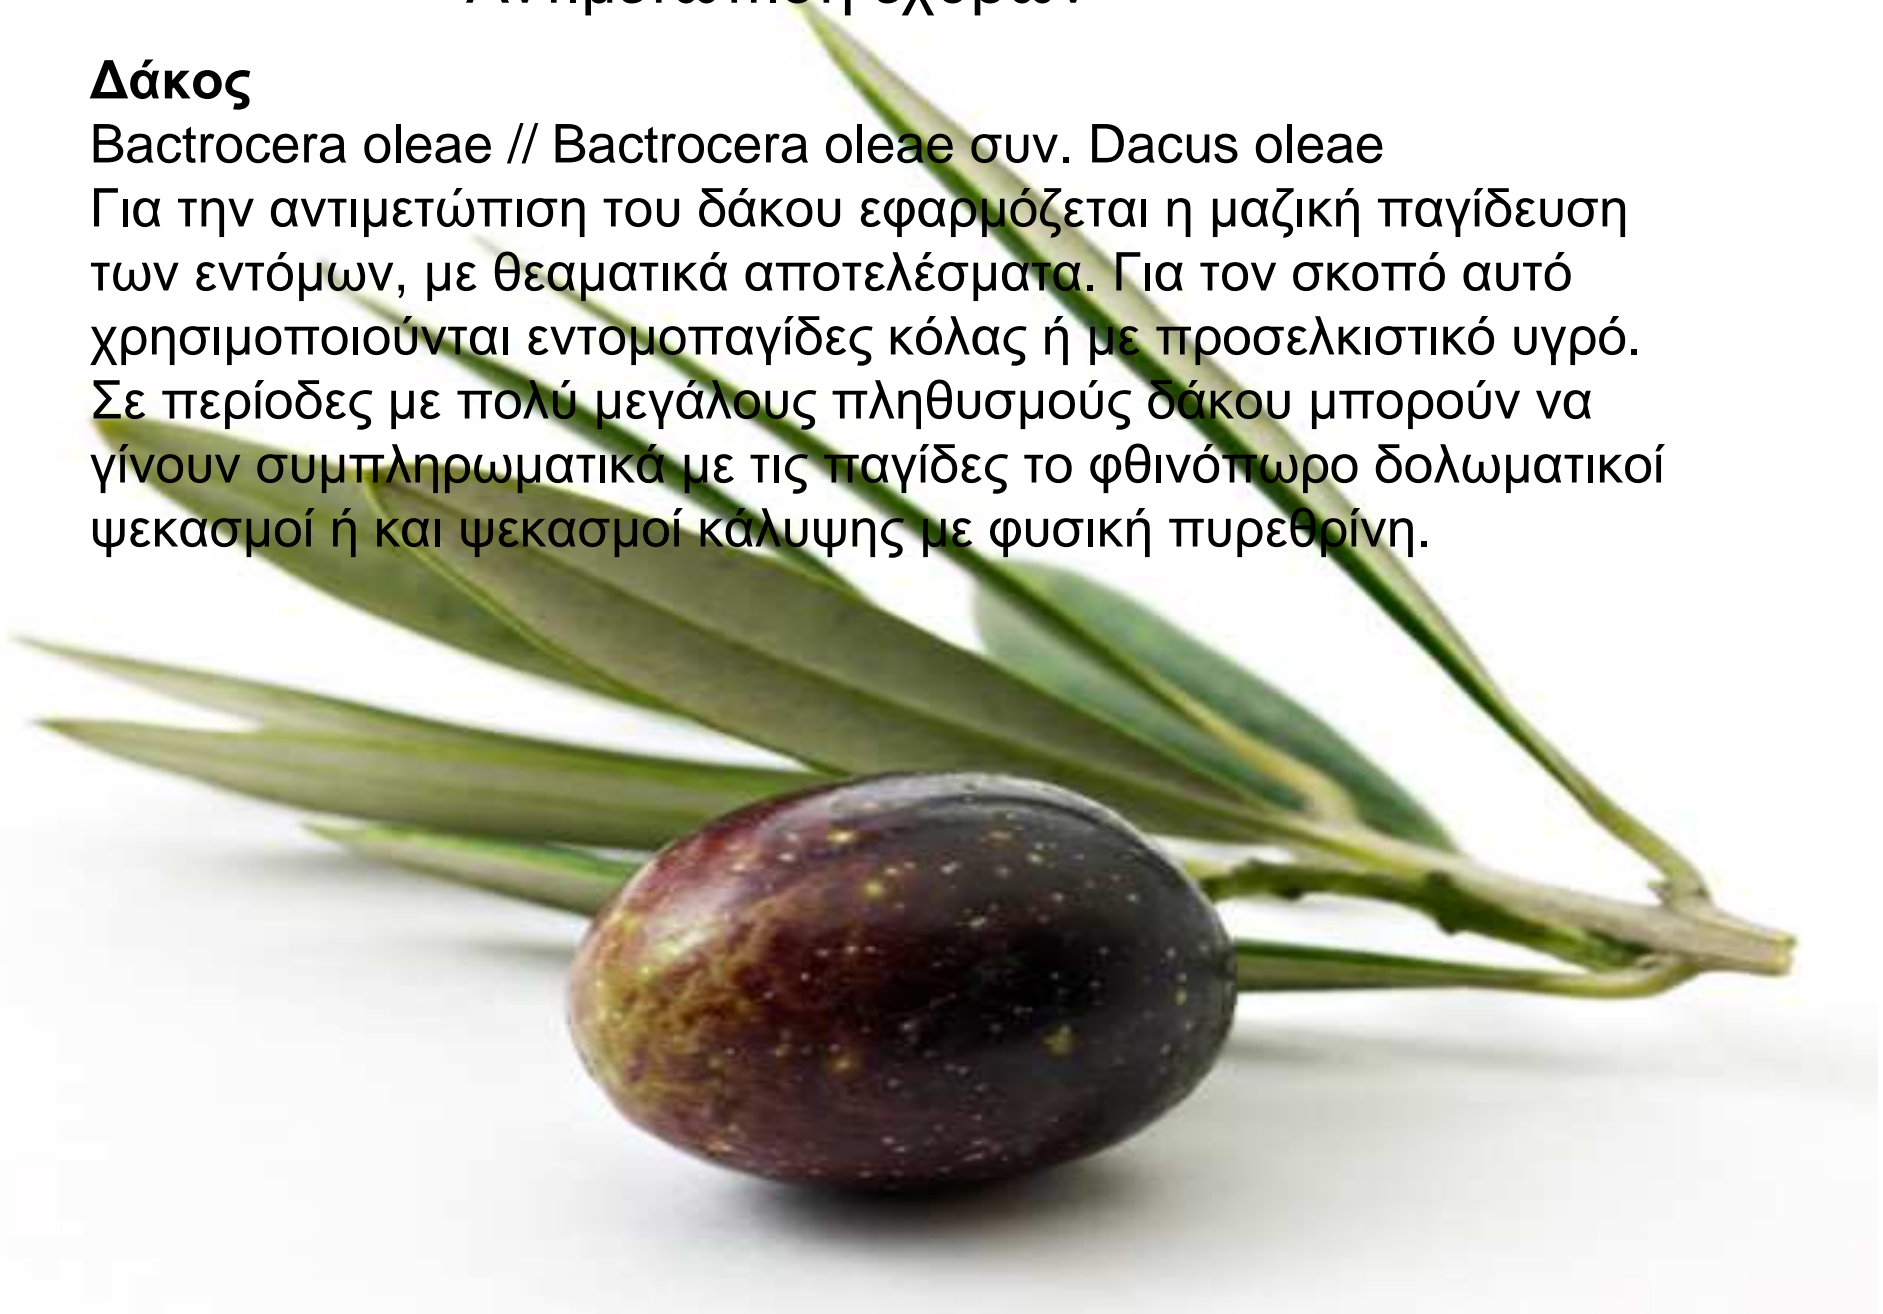 Αντιμετώπιση εχθρών
Δάκος
Bactrocera oleae // Bactrocera oleae συν. Dacus oleae
Για την αντιμετώπιση του δάκου εφαρμόζεται η μαζική παγίδευση
των εντόμων, με θεαματικά αποτελέσματα. Για τον σκοπό αυτό
χρησιμοποιούνται εντομοπαγίδες κόλας ή με προσελκιστικό υγρό.
Σε περίοδες με πολύ μεγάλους πληθυσμούς δάκου μπορούν να
γίνουν συμπληρωματικά με τις παγίδες το φθινόπωρο δολωματικοί
ψεκασμοί ή και ψεκασμοί κάλυψης με φυσική πυρεθρίνη.